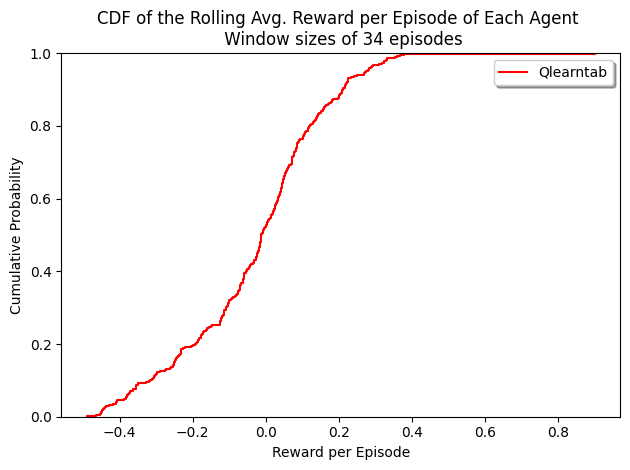 CDF of the Rolling Avg. Reward per Episode of Each Agent
Window sizes of 34 episodes
Qlearntab
Cumulative Probability
1.0
0.8
0.6
0.4
0.2
0.0
−0.4 −0.2 0.0 0.2 0.4 0.6 0.8
Reward per Episode